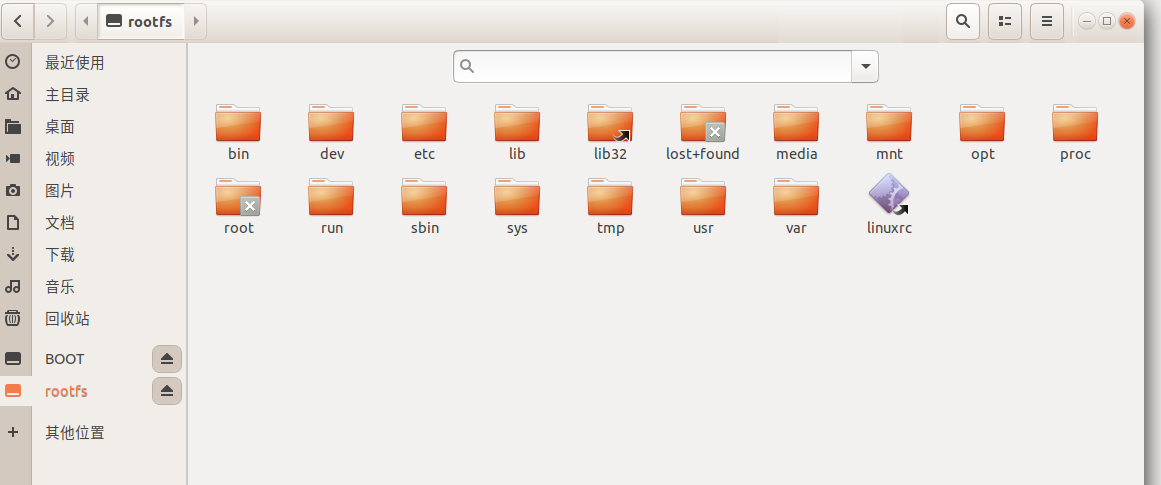 rootfs
最近使用
主目录
桌面
视频
图片
文档
下载
音乐
回收站
BOOT
rootfs
其他位置
bin dev etc lib lib32 lost+found media mnt opt proc
root run sbin sys tmp usr var linuxrc